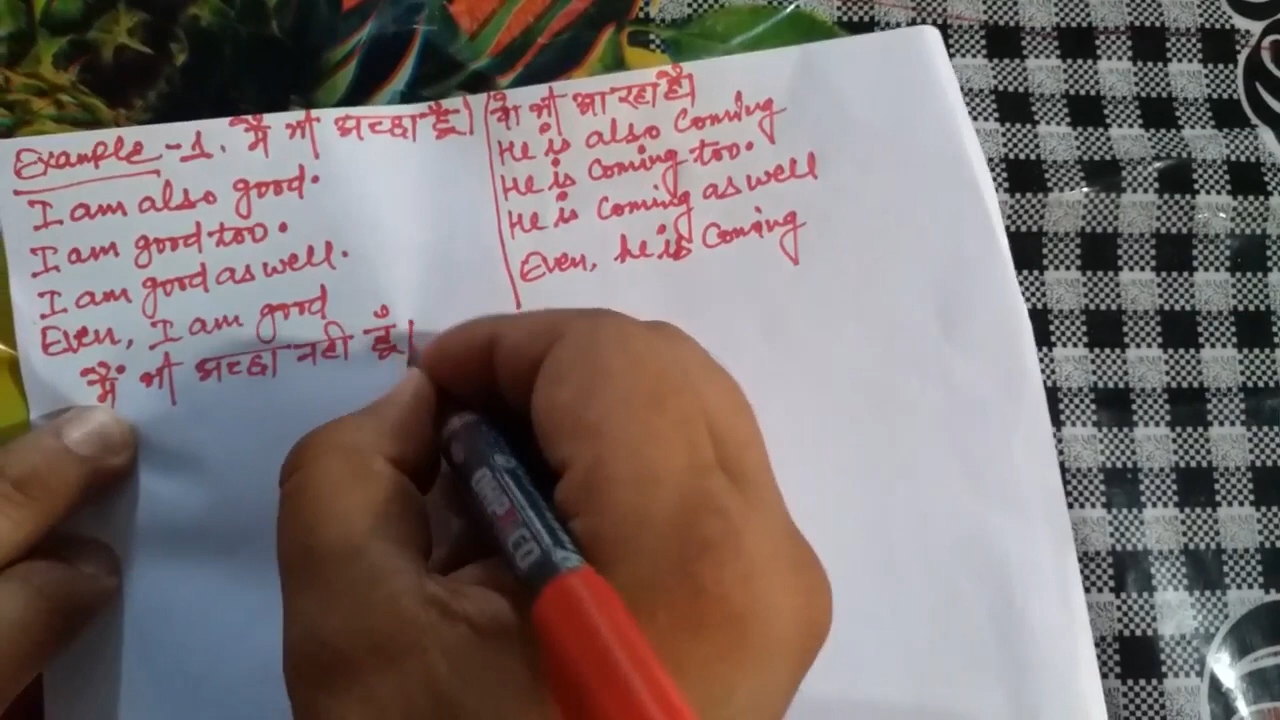 Example-1. मैं भी अच्छा हूँ।
I am also good.
I am good too.
I am good as well.
Even, I am good
मैं भी अच्छा नही हूँ।
वो भी आ रहा है।
He is also coming
He is coming too.
He is coming as well
Even, he is coming